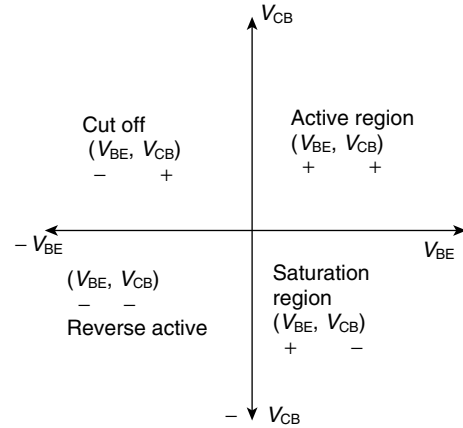 V_CB
Cut off
(V_BE, V_CB)
− +
Active region
(V_BE, V_CB)
+ +
− V_BE
V_BE
(V_BE, V_CB)
− −
Reverse active
Saturation
region
(V_BE, V_CB)
+ −
− V_CB